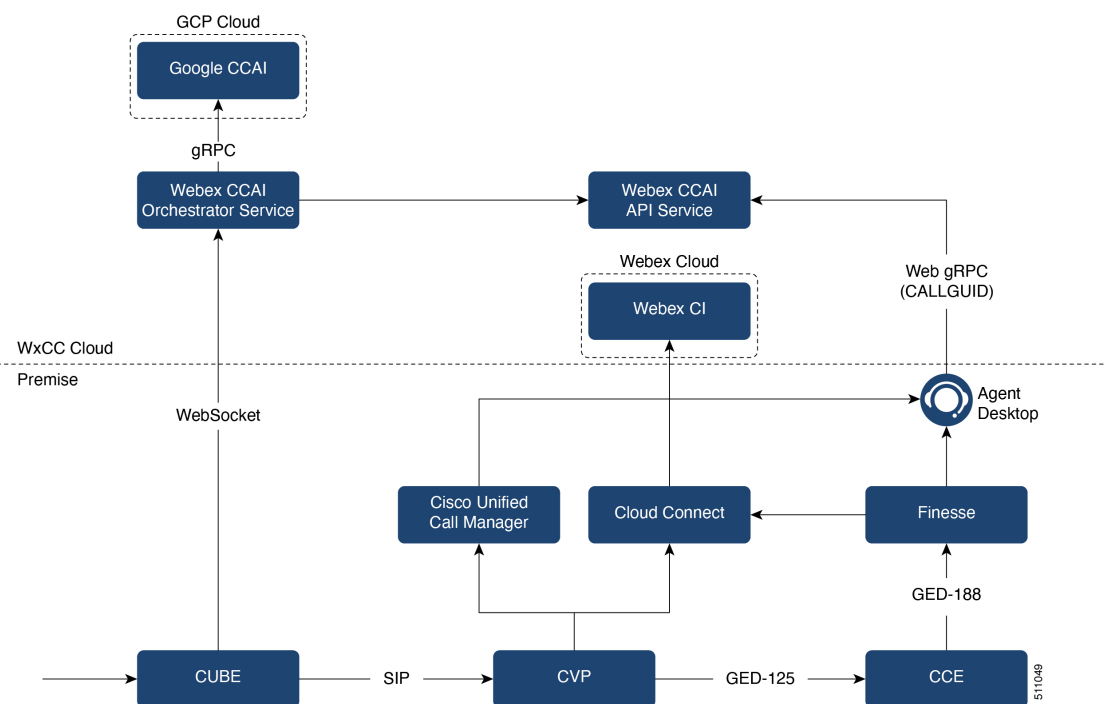 GCP Cloud
Google CCAI
gRPC
Webex CCAI
Orchestrator Service
Webex CCAI
API Service
Webex Cloud
Webex CI
Web gRPC
(CALLGUID)
WxCC Cloud
Premise
WebSocket
Agent
Desktop
Cisco Unified
Call Manager
Cloud Connect
Finesse
GED-188
CUBE
SIP
CVP
GED-125
CCE
511049